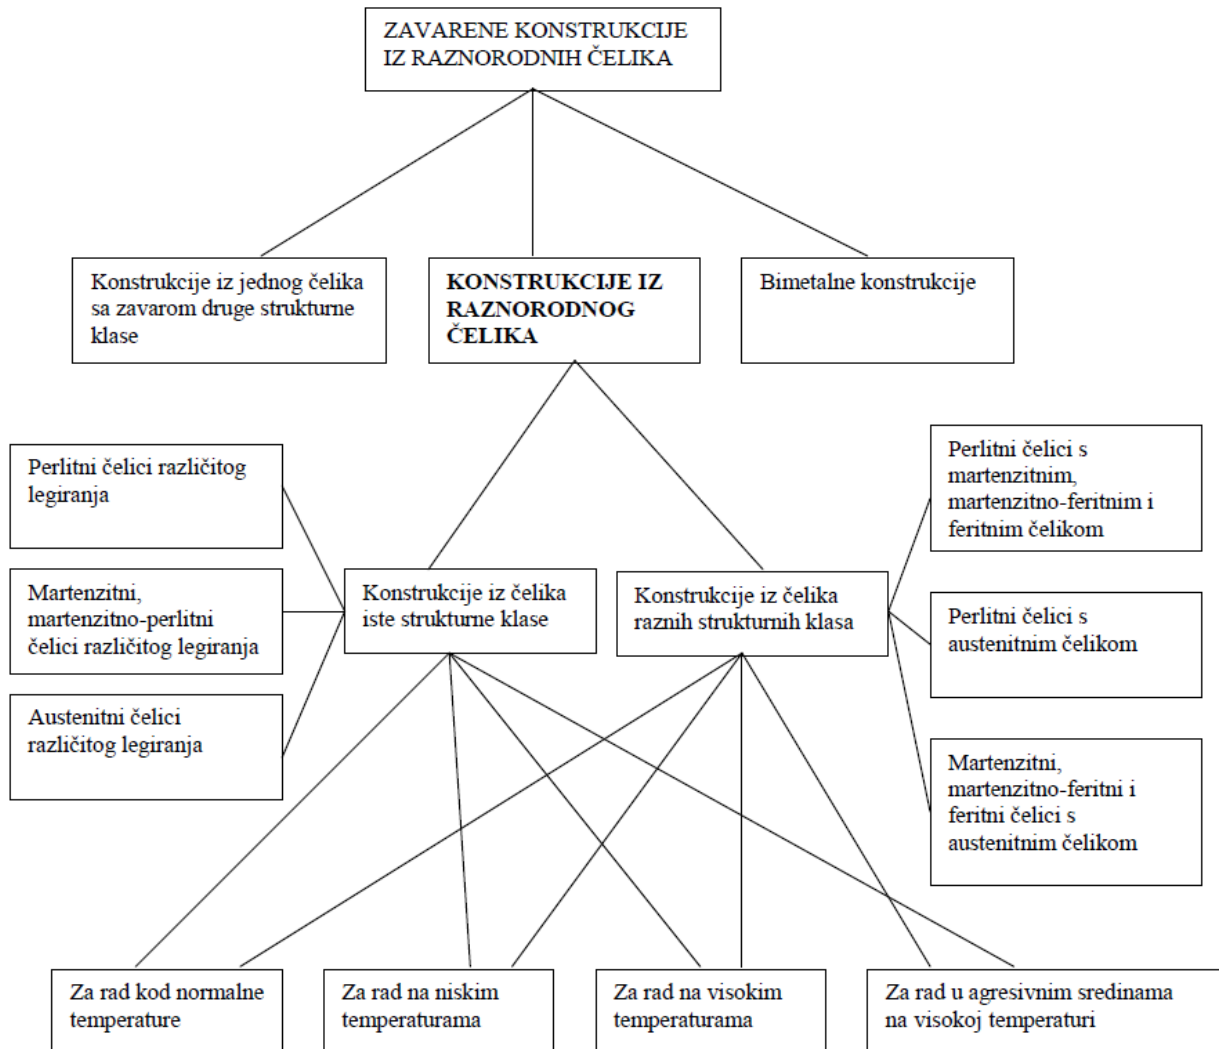 ZAVARENE KONSTRUKCIJE
IZ RAZNORODNIH ČELIKA
Konstrukcije iz jednog čelika
sa zavarom druge strukturne
klase
KONSTRUKCIJE IZ
RAZNORODNOG
ČELIKA
Bimetalne konstrukcije
Perlitni čelici različitog
legiranja
Martenzitni,
martenzitno-perlitni
čelici različitog legiranja
Austenitni čelici
različitog legiranja
Konstrukcije iz čelika
iste strukturne klase
Konstrukcije iz čelika
raznih strukturnih klasa
Perlitni čelici s
martenzitnim,
martenzitno-feritnim i
feritnim čelikom
Perlitni čelici s
austenitnim čelikom
Martenzitni,
martenzitno-feritni i
feritni čelici s
austenitnim čelikom
Za rad kod normalne
temperature
Za rad na niskim
temperaturama
Za rad na visokim
temperaturama
Za rad u agresivnim sredinama
na visokoj temperaturi